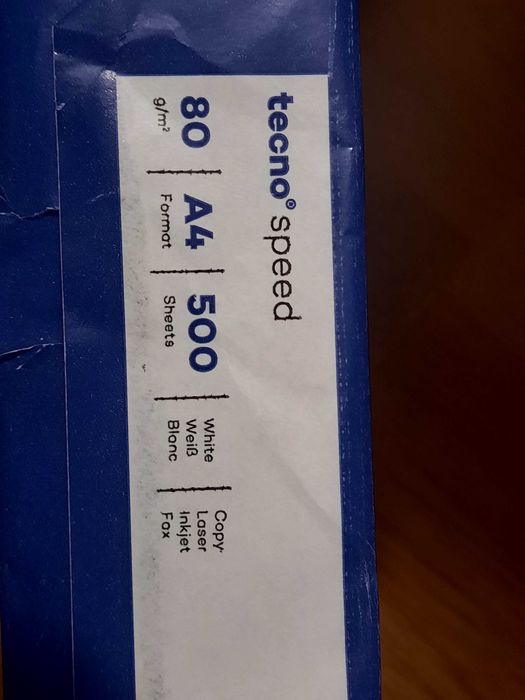 tecno® speed
80
g/m²
A4
Format
500
Sheets
White
Weiß
Blanc
Copy
Laser
Inkjet
Fax